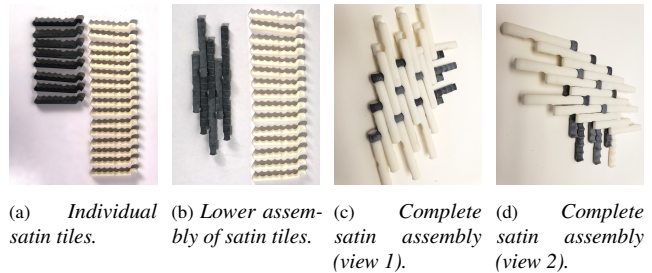 (a) Individual
satin tiles.
(b) Lower assem-
bly of satin tiles.
(c) Complete
satin assembly
(view 1).
(d) Complete
satin assembly
(view 2).